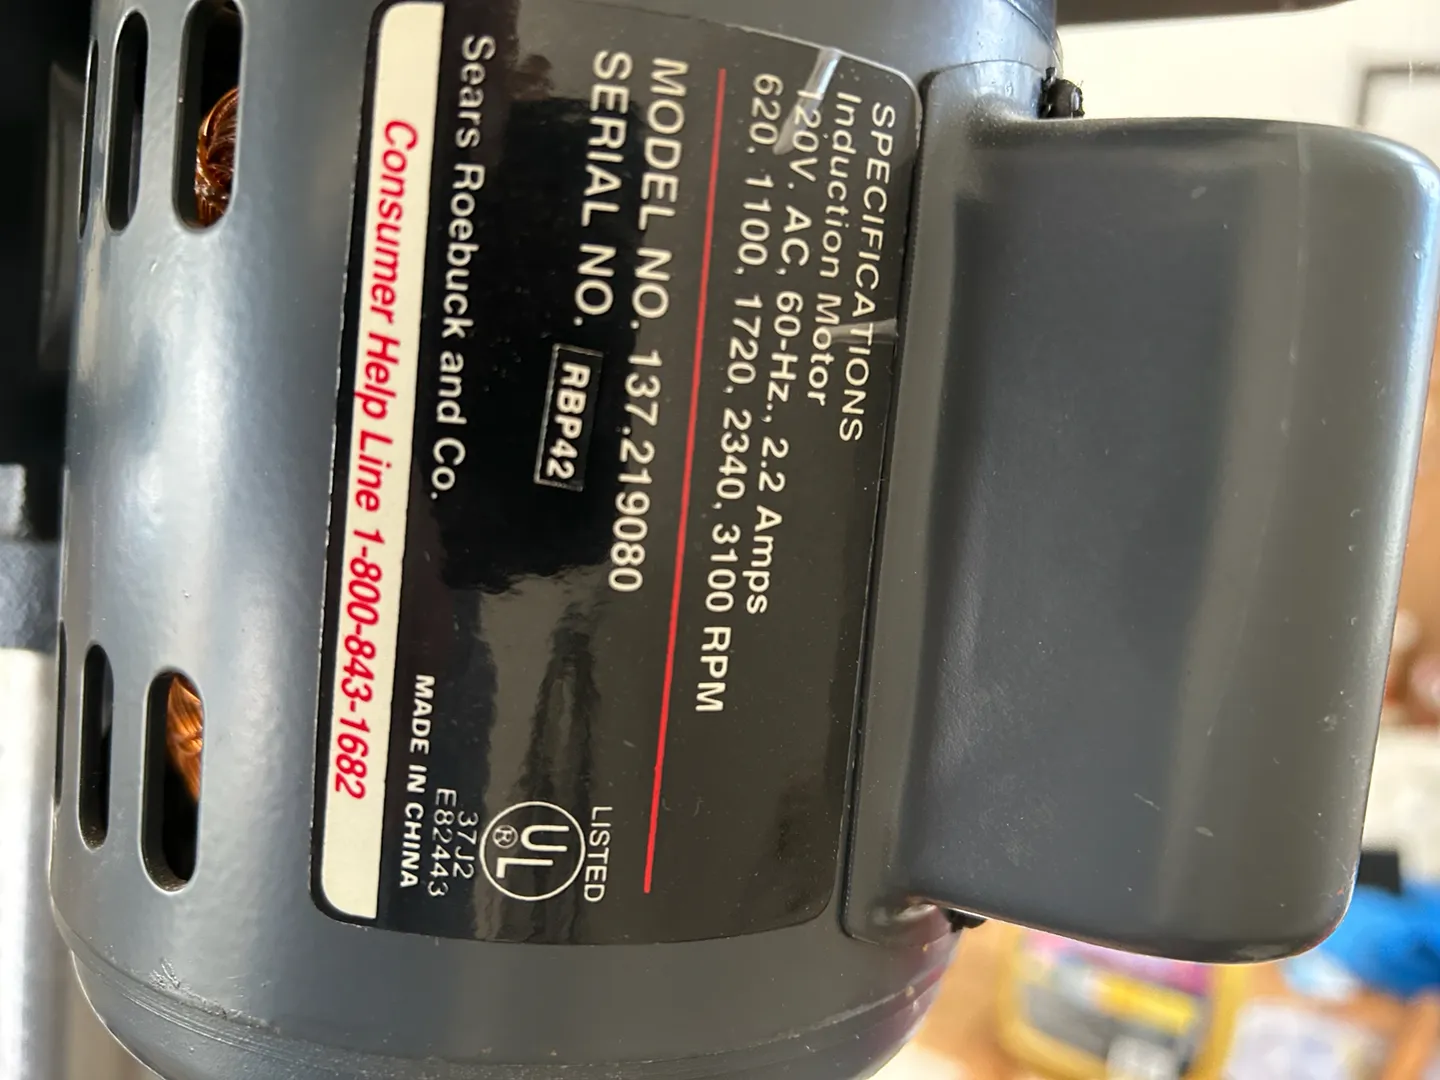 SPECIFICATIONS
Induction Motor
120V. AC, 60-Hz., 2.2 Amps
620, 1100, 1720, 2340, 3100 RPM
MODEL NO. 137.219080
SERIAL NO. RBP42
LISTED
UL
®
37J2
E82443
Sears Roebuck and Co.
MADE IN CHINA
Consumer Help Line 1-800-843-1682